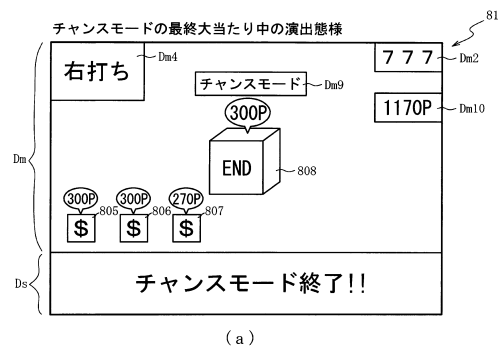 チャンスモードの最終大当たり中の演出態様
81
右打ち
Dm4
777
Dm2
チャンスモード
Dm9
1170P
Dm10
300P
END
808
Dm
300P
300P
270P
$
805
$
806
$
807
Ds
チャンスモード終了!!
(a)